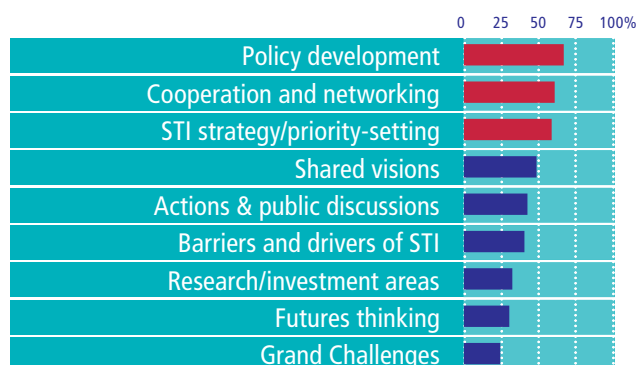 0 25 50 75 100%
Policy development
Cooperation and networking
STI strategy/priority-setting
Shared visions
Actions & public discussions
Barriers and drivers of STI
Research/investment areas
Futures thinking
Grand Challenges